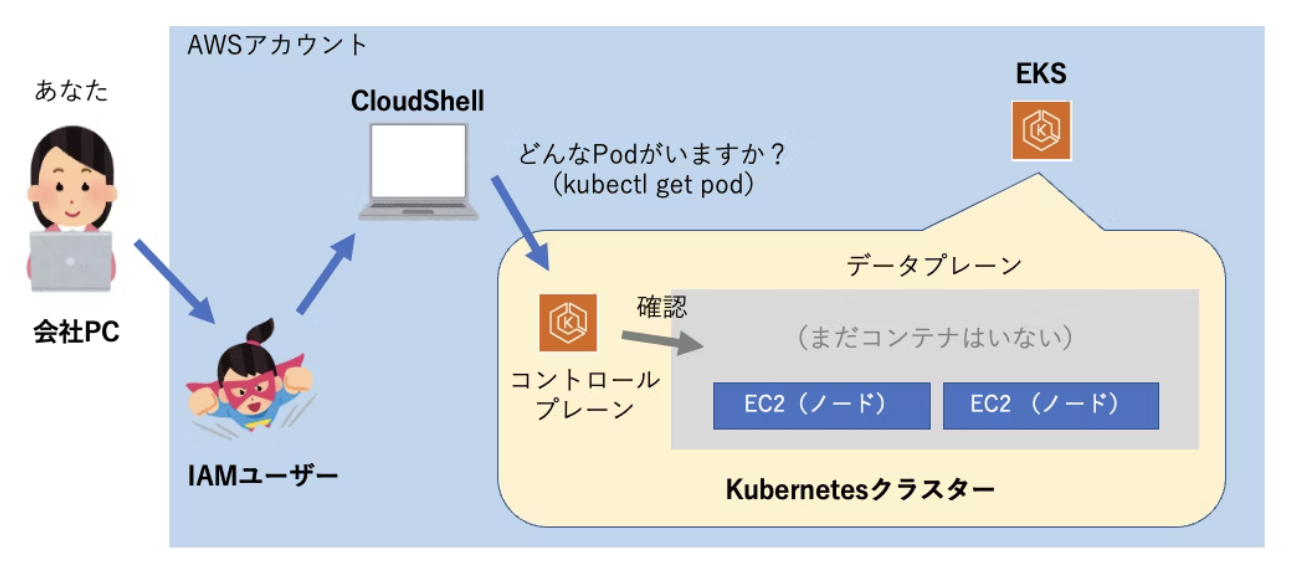 AWSアカウント
あなた
会社PC
IAMユーザー
CloudShell
どんなPodがいますか？
（kubectl get pod）
EKS
データプレーン
確認
コントロール
プレーン
（まだコンテナはいない）
EC2（ノード）
EC2 （ノード）
Kubernetesクラスター